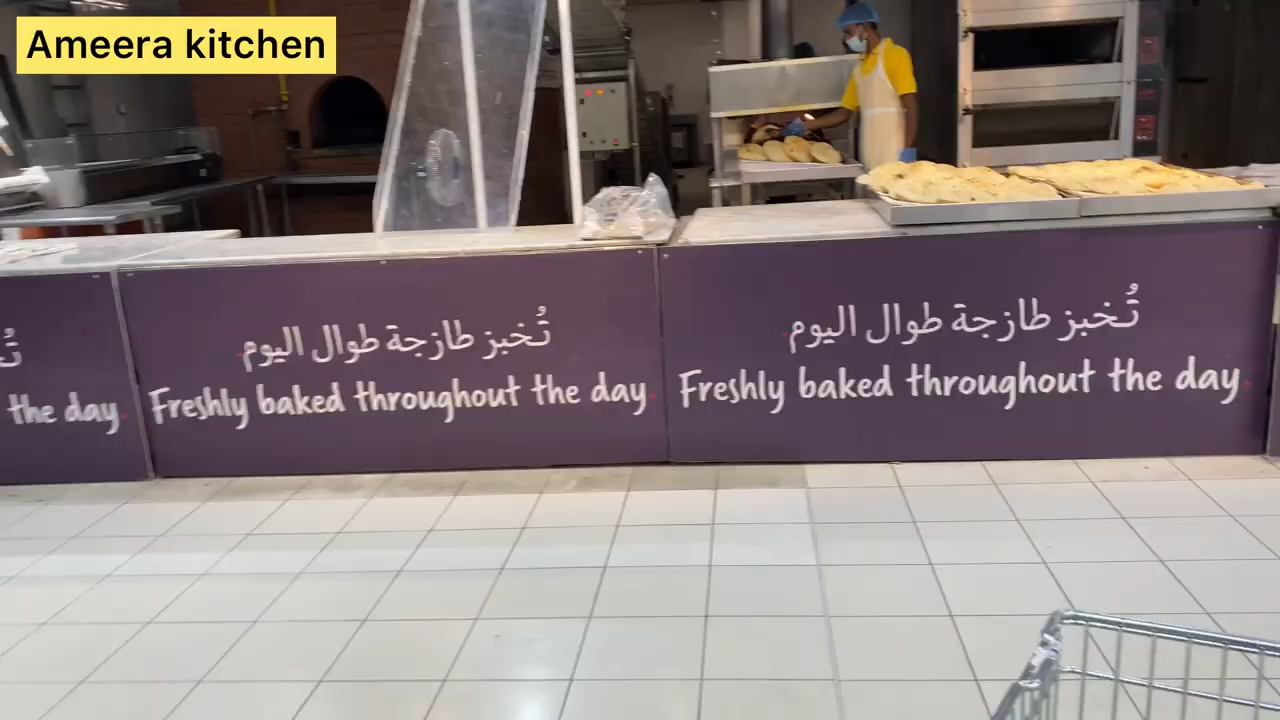 Ameera kitchen
تُخبز طازجة طوال اليوم
Freshly baked throughout the day
تُخبز طازجة طوال اليوم
Freshly baked throughout the day
the day